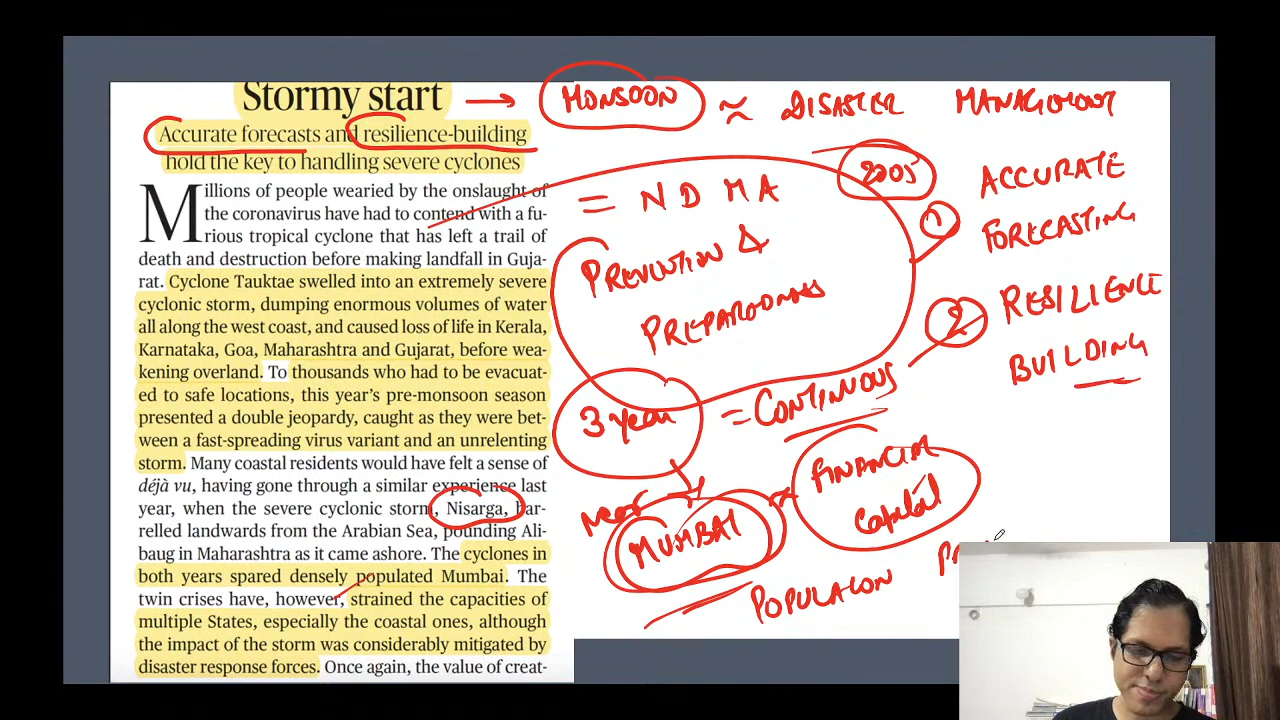 Stormy start
Accurate forecasts and resilience-building
hold the key to handling severe cyclones
Millions of people wearied by the onslaught of
the coronavirus have had to contend with a fu-
rious tropical cyclone that has left a trail of
death and destruction before making landfall in Guja-
rat. Cyclone Tauktae swelled into an extremely severe
cyclonic storm, dumping enormous volumes of water
all along the west coast, and caused loss of life in Kerala,
Karnataka, Goa, Maharashtra and Gujarat, before wea-
kening overland. To thousands who had to be evacuat-
ed to safe locations, this year's pre-monsoon season
presented a double jeopardy, caught as they were bet-
ween a fast-spreading virus variant and an unrelenting
storm. Many coastal residents would have felt a sense of
déjà vu, having gone through a similar experience last
year, when the severe cyclonic storm, Nisarga, bar-
relled landwards from the Arabian Sea, pounding Ali-
baug in Maharashtra as it came ashore. The cyclones in
both years spared densely populated Mumbai. The
twin crises have, however, strained the capacities of
multiple States, especially the coastal ones, although
the impact of the storm was considerably mitigated by
disaster response forces. Once again, the value of creat-
→ MONSOON ≈ DISASTER MANAGEMENT
= NDMA 2005
PREVENTION &
PREPAREDNESS
① ACCURATE
FORECASTING
② RESILIENCE
BUILDING
3 year = CONTINUOUS
near MUMBAI ≈ FINANCIAL
Capital
POPULATION